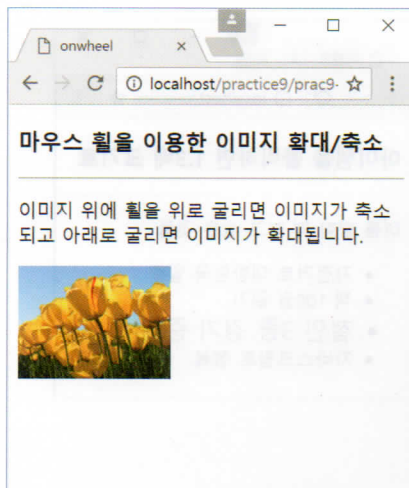 onwheel
localhost/practice9/prac9-
마우스 휠을 이용한 이미지 확대/축소
이미지 위에 휠을 위로 굴리면 이미지가 축소
되고 아래로 굴리면 이미지가 확대됩니다.